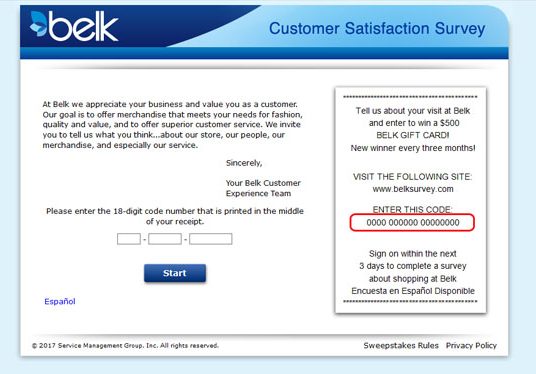 belk
Customer Satisfaction Survey
At Belk we appreciate your business and value you as a customer.
Our goal is to offer merchandise that meets your needs for fashion,
quality and value, and to offer superior customer service. We invite
you to tell us what you think...about our store, our people, our
merchandise, and especially our service.
Sincerely,
Your Belk Customer
Experience Team
Please enter the 18-digit code number that is printed in the middle
of your receipt.
- -
Start
Español
********************************************
Tell us about your visit at Belk
and enter to win a $500
BELK GIFT CARD!
New winner every three months!
VISIT THE FOLLOWING SITE:
www.belksurvey.com
ENTER THIS CODE:
0000 000000 00000000
Sign on within the next
3 days to complete a survey
about shopping at Belk
Encuesta en Español Disponible
********************************************
© 2017 Service Management Group, Inc. All rights reserved.
Sweepstakes Rules Privacy Policy